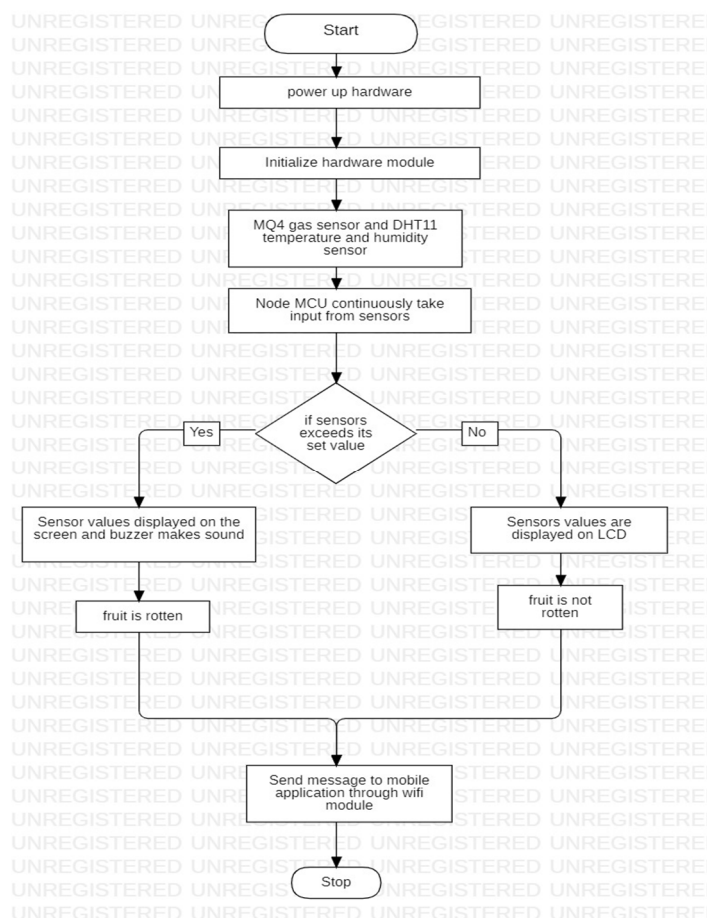 Start
power up hardware
Initialize hardware module
MQ4 gas sensor and DHT11
temperature and humidity
sensor
Node MCU continuously take
input from sensors
if sensors
exceeds its
set value
Yes
No
Sensor values displayed on the
screen and buzzer makes sound
Sensors values are
displayed on LCD
fruit is rotten
fruit is not
rotten
Send message to mobile
application through wifi
module
Stop
UNREGISTERED